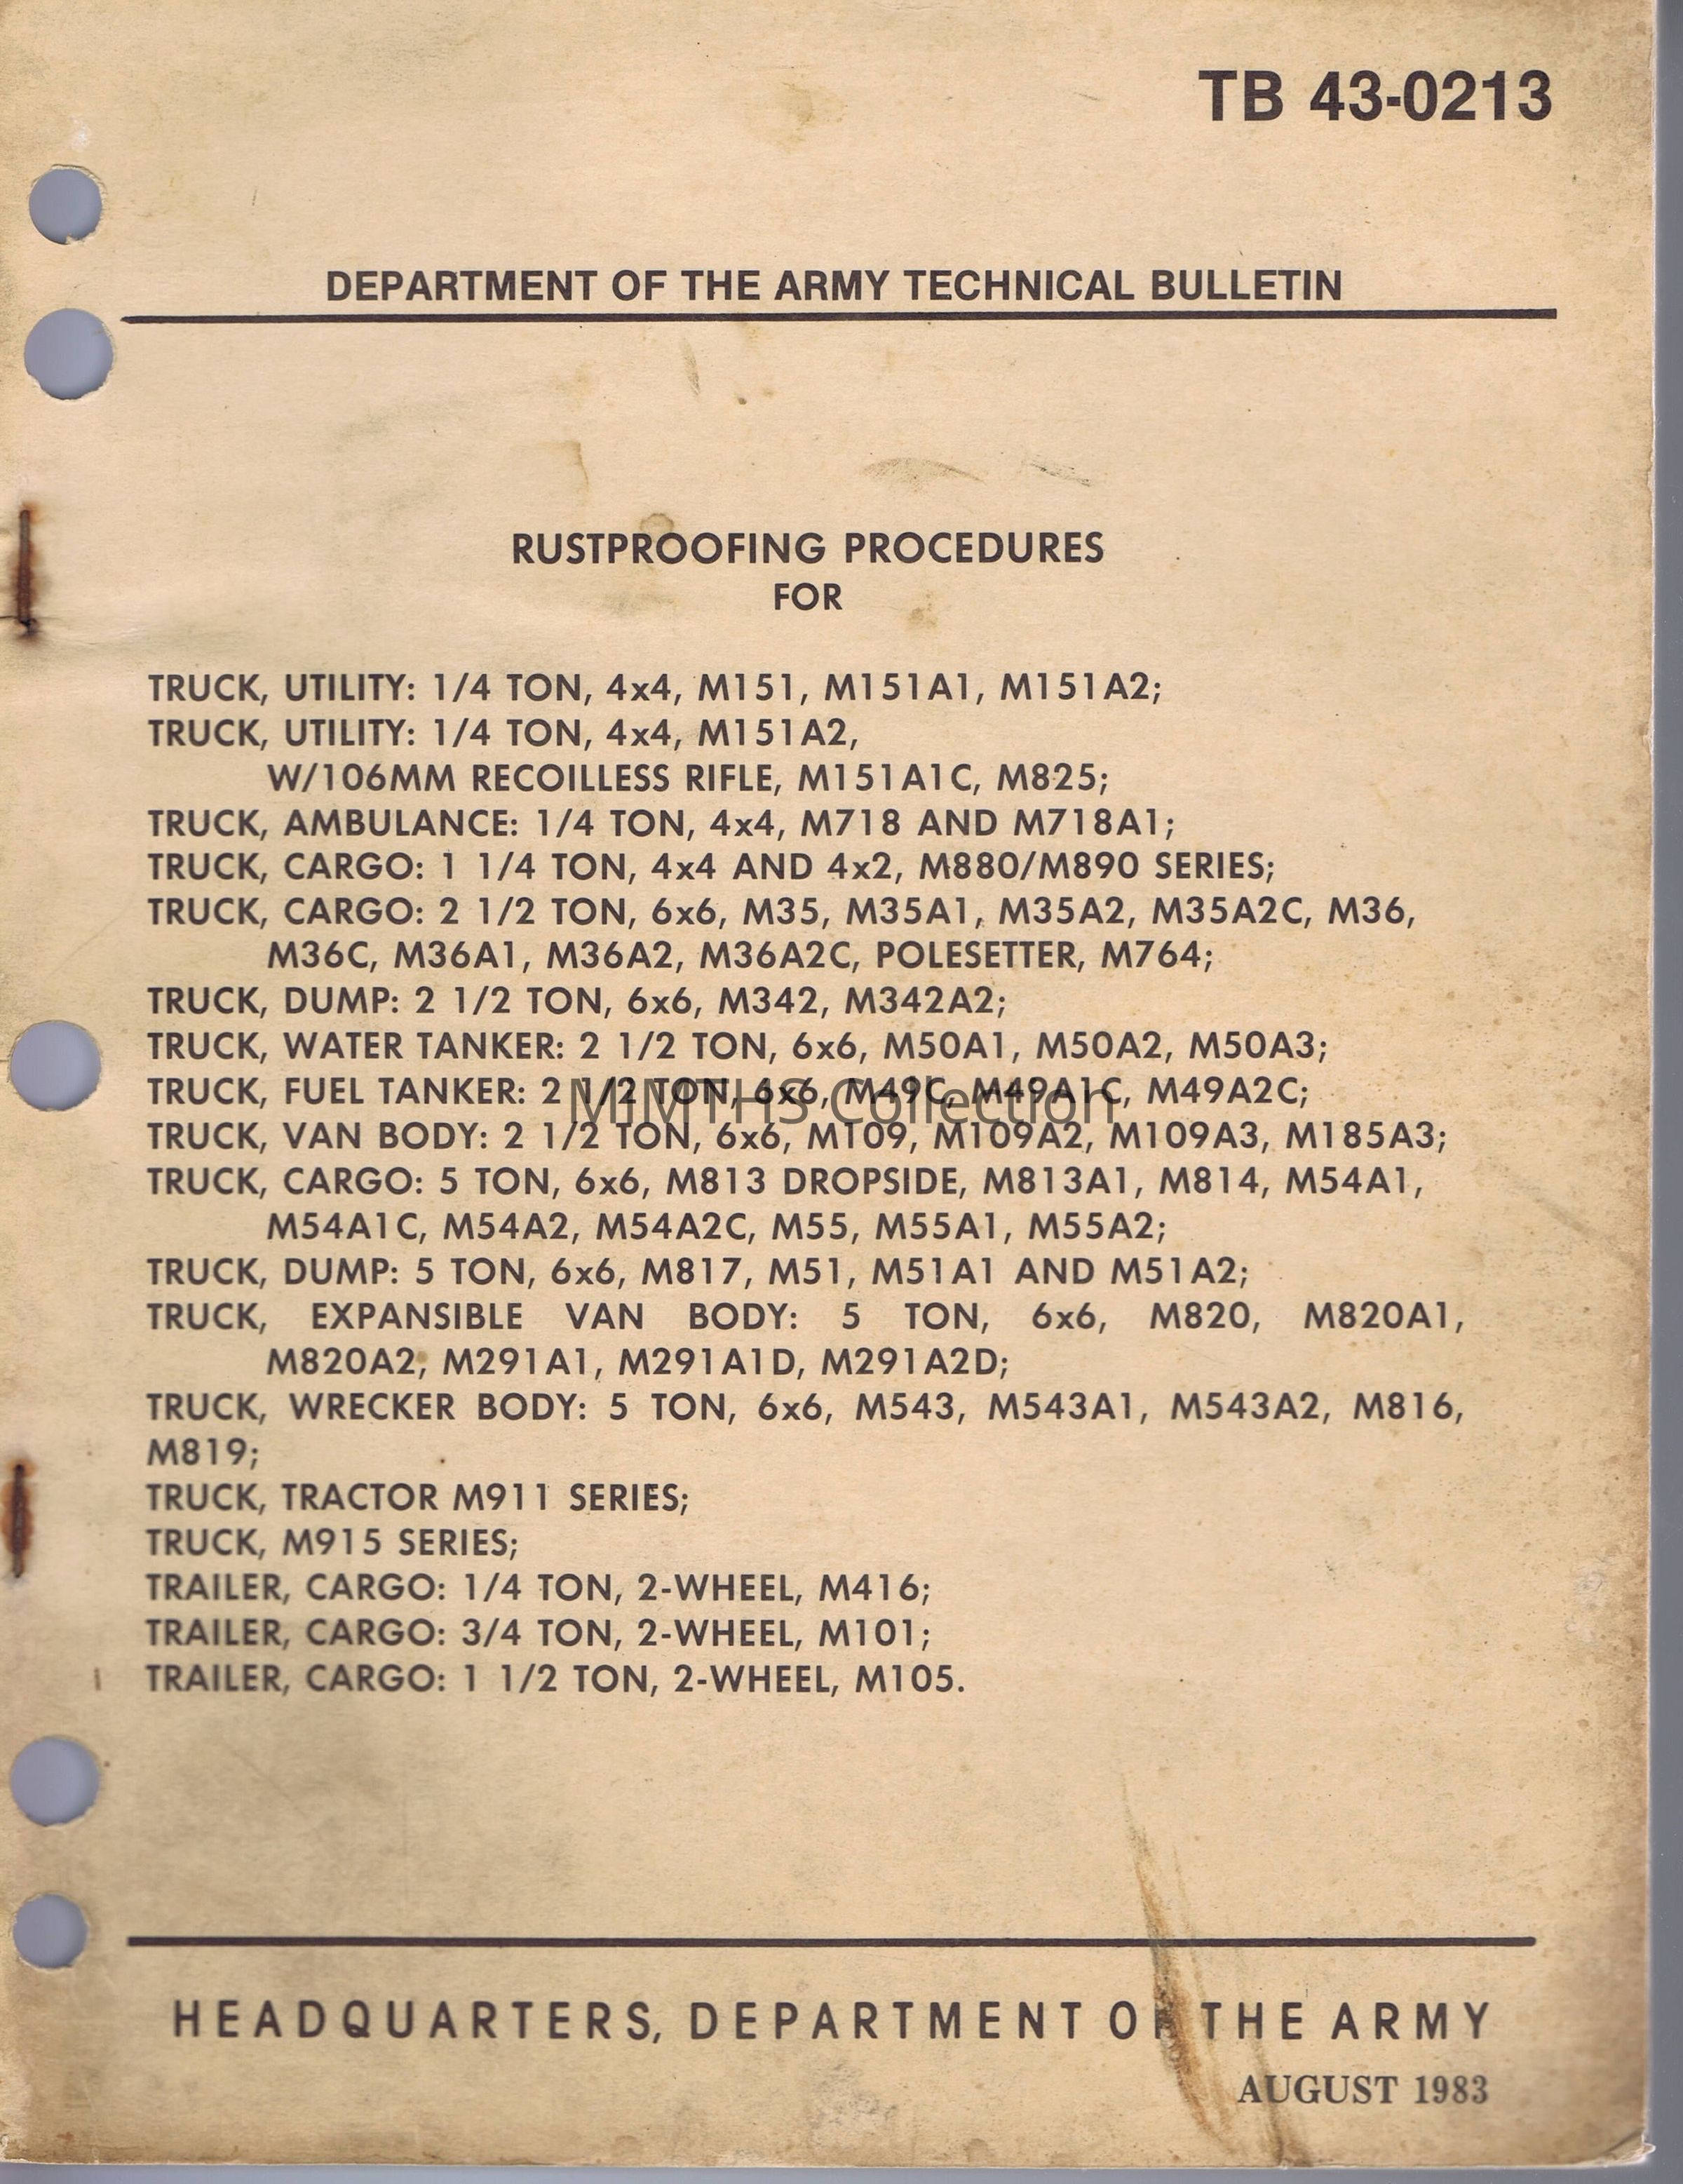 TB 43-0213
DEPARTMENT OF THE ARMY TECHNICAL BULLETIN
RUSTPROOFING PROCEDURES
FOR
TRUCK, UTILITY: 1/4 TON, 4x4, M151, M151A1, M151A2;
TRUCK, UTILITY: 1/4 TON, 4x4, M151A2,
W/106MM RECOILLESS RIFLE, M151A1C, M825;
TRUCK, AMBULANCE: 1/4 TON, 4x4, M718 AND M718A1;
TRUCK, CARGO: 1 1/4 TON, 4x4 AND 4x2, M880/M890 SERIES;
TRUCK, CARGO: 2 1/2 TON, 6x6, M35, M35A1, M35A2, M35A2C, M36,
M36C, M36A1, M36A2, M36A2C, POLESETTER, M764;
TRUCK, DUMP: 2 1/2 TON, 6x6, M342, M342A2;
TRUCK, WATER TANKER: 2 1/2 TON, 6x6, M50A1, M50A2, M50A3;
TRUCK, FUEL TANKER: 2 1/2 TON, 6x6, M49C, M49A1C, M49A2C;
MIMTHS Collection
TRUCK, VAN BODY: 2 1/2 TON, 6x6, M109, M109A2, M109A3, M185A3;
TRUCK, CARGO: 5 TON, 6x6, M813 DROPSIDE, M813A1, M814, M54A1,
M54A1C, M54A2, M54A2C, M55, M55A1, M55A2;
TRUCK, DUMP: 5 TON, 6x6, M817, M51, M51A1 AND M51A2;
TRUCK, EXPANSIBLE VAN BODY: 5 TON, 6x6, M820, M820A1,
M820A2, M291A1, M291A1D, M291A2D;
TRUCK, WRECKER BODY: 5 TON, 6x6, M543, M543A1, M543A2, M816,
M819;
TRUCK, TRACTOR M911 SERIES;
TRUCK, M915 SERIES;
TRAILER, CARGO: 1/4 TON, 2-WHEEL, M416;
TRAILER, CARGO: 3/4 TON, 2-WHEEL, M101;
TRAILER, CARGO: 1 1/2 TON, 2-WHEEL, M105.
HEADQUARTERS, DEPARTMENT OF THE ARMY
AUGUST 1983